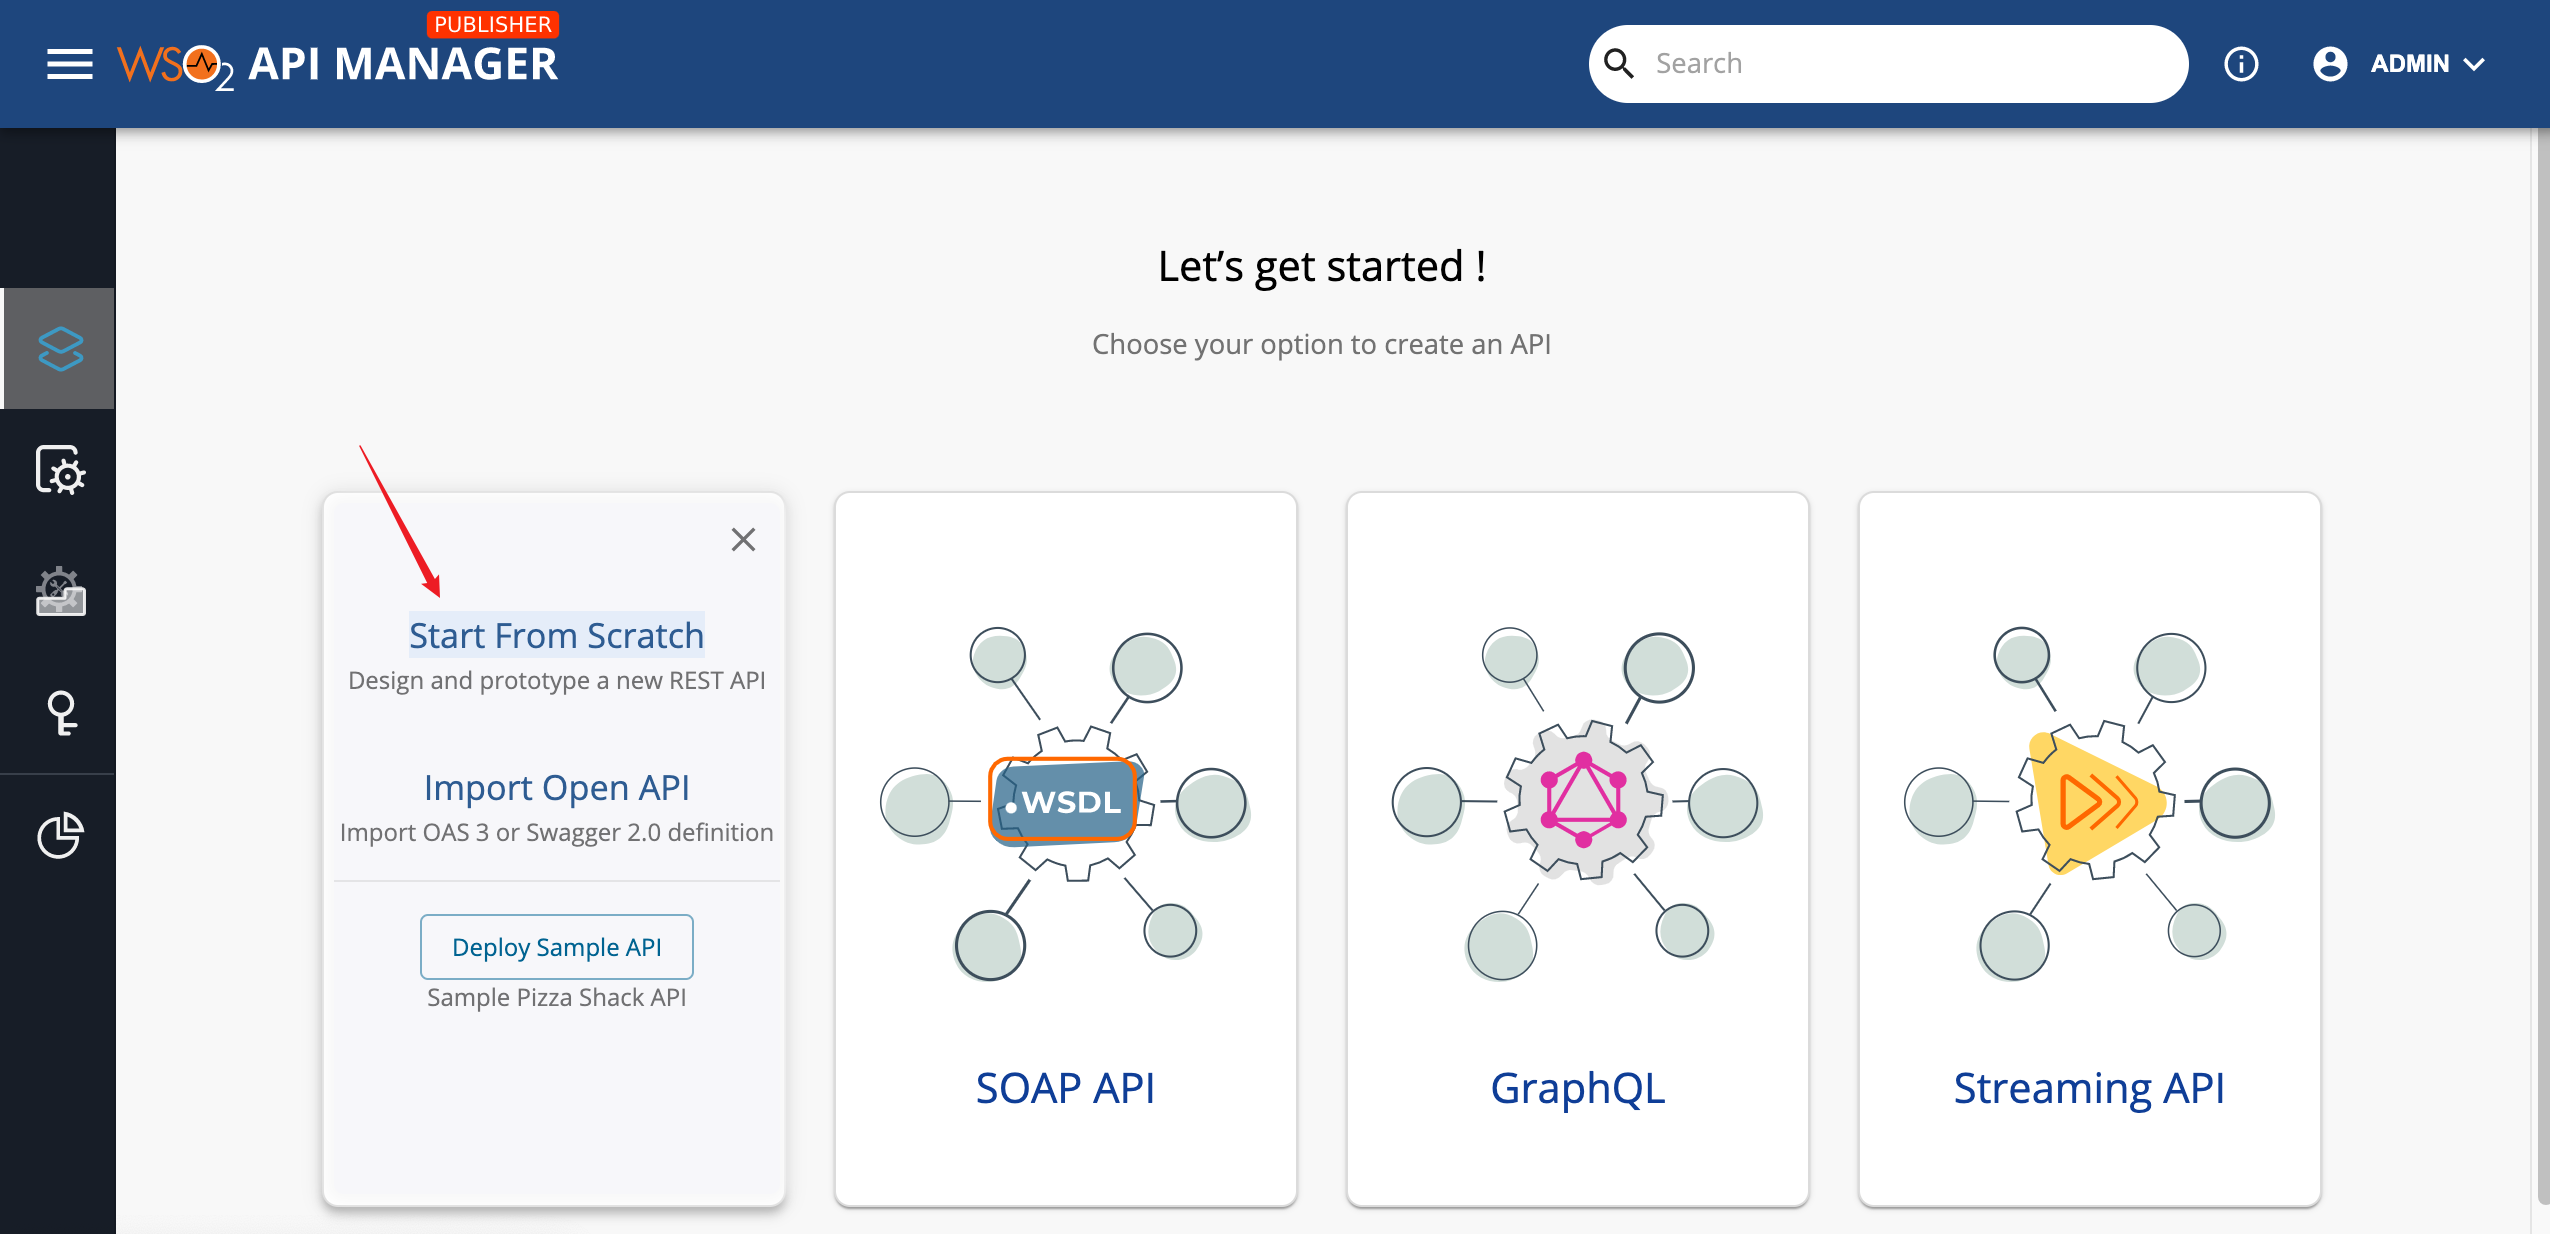 PUBLISHER
WSO2 API MANAGER
Search
ADMIN
Let’s get started !
Choose your option to create an API
Start From Scratch
Design and prototype a new REST API
Import Open API
Import OAS 3 or Swagger 2.0 definition
Deploy Sample API
Sample Pizza Shack API
.WSDL
SOAP API
GraphQL
Streaming API